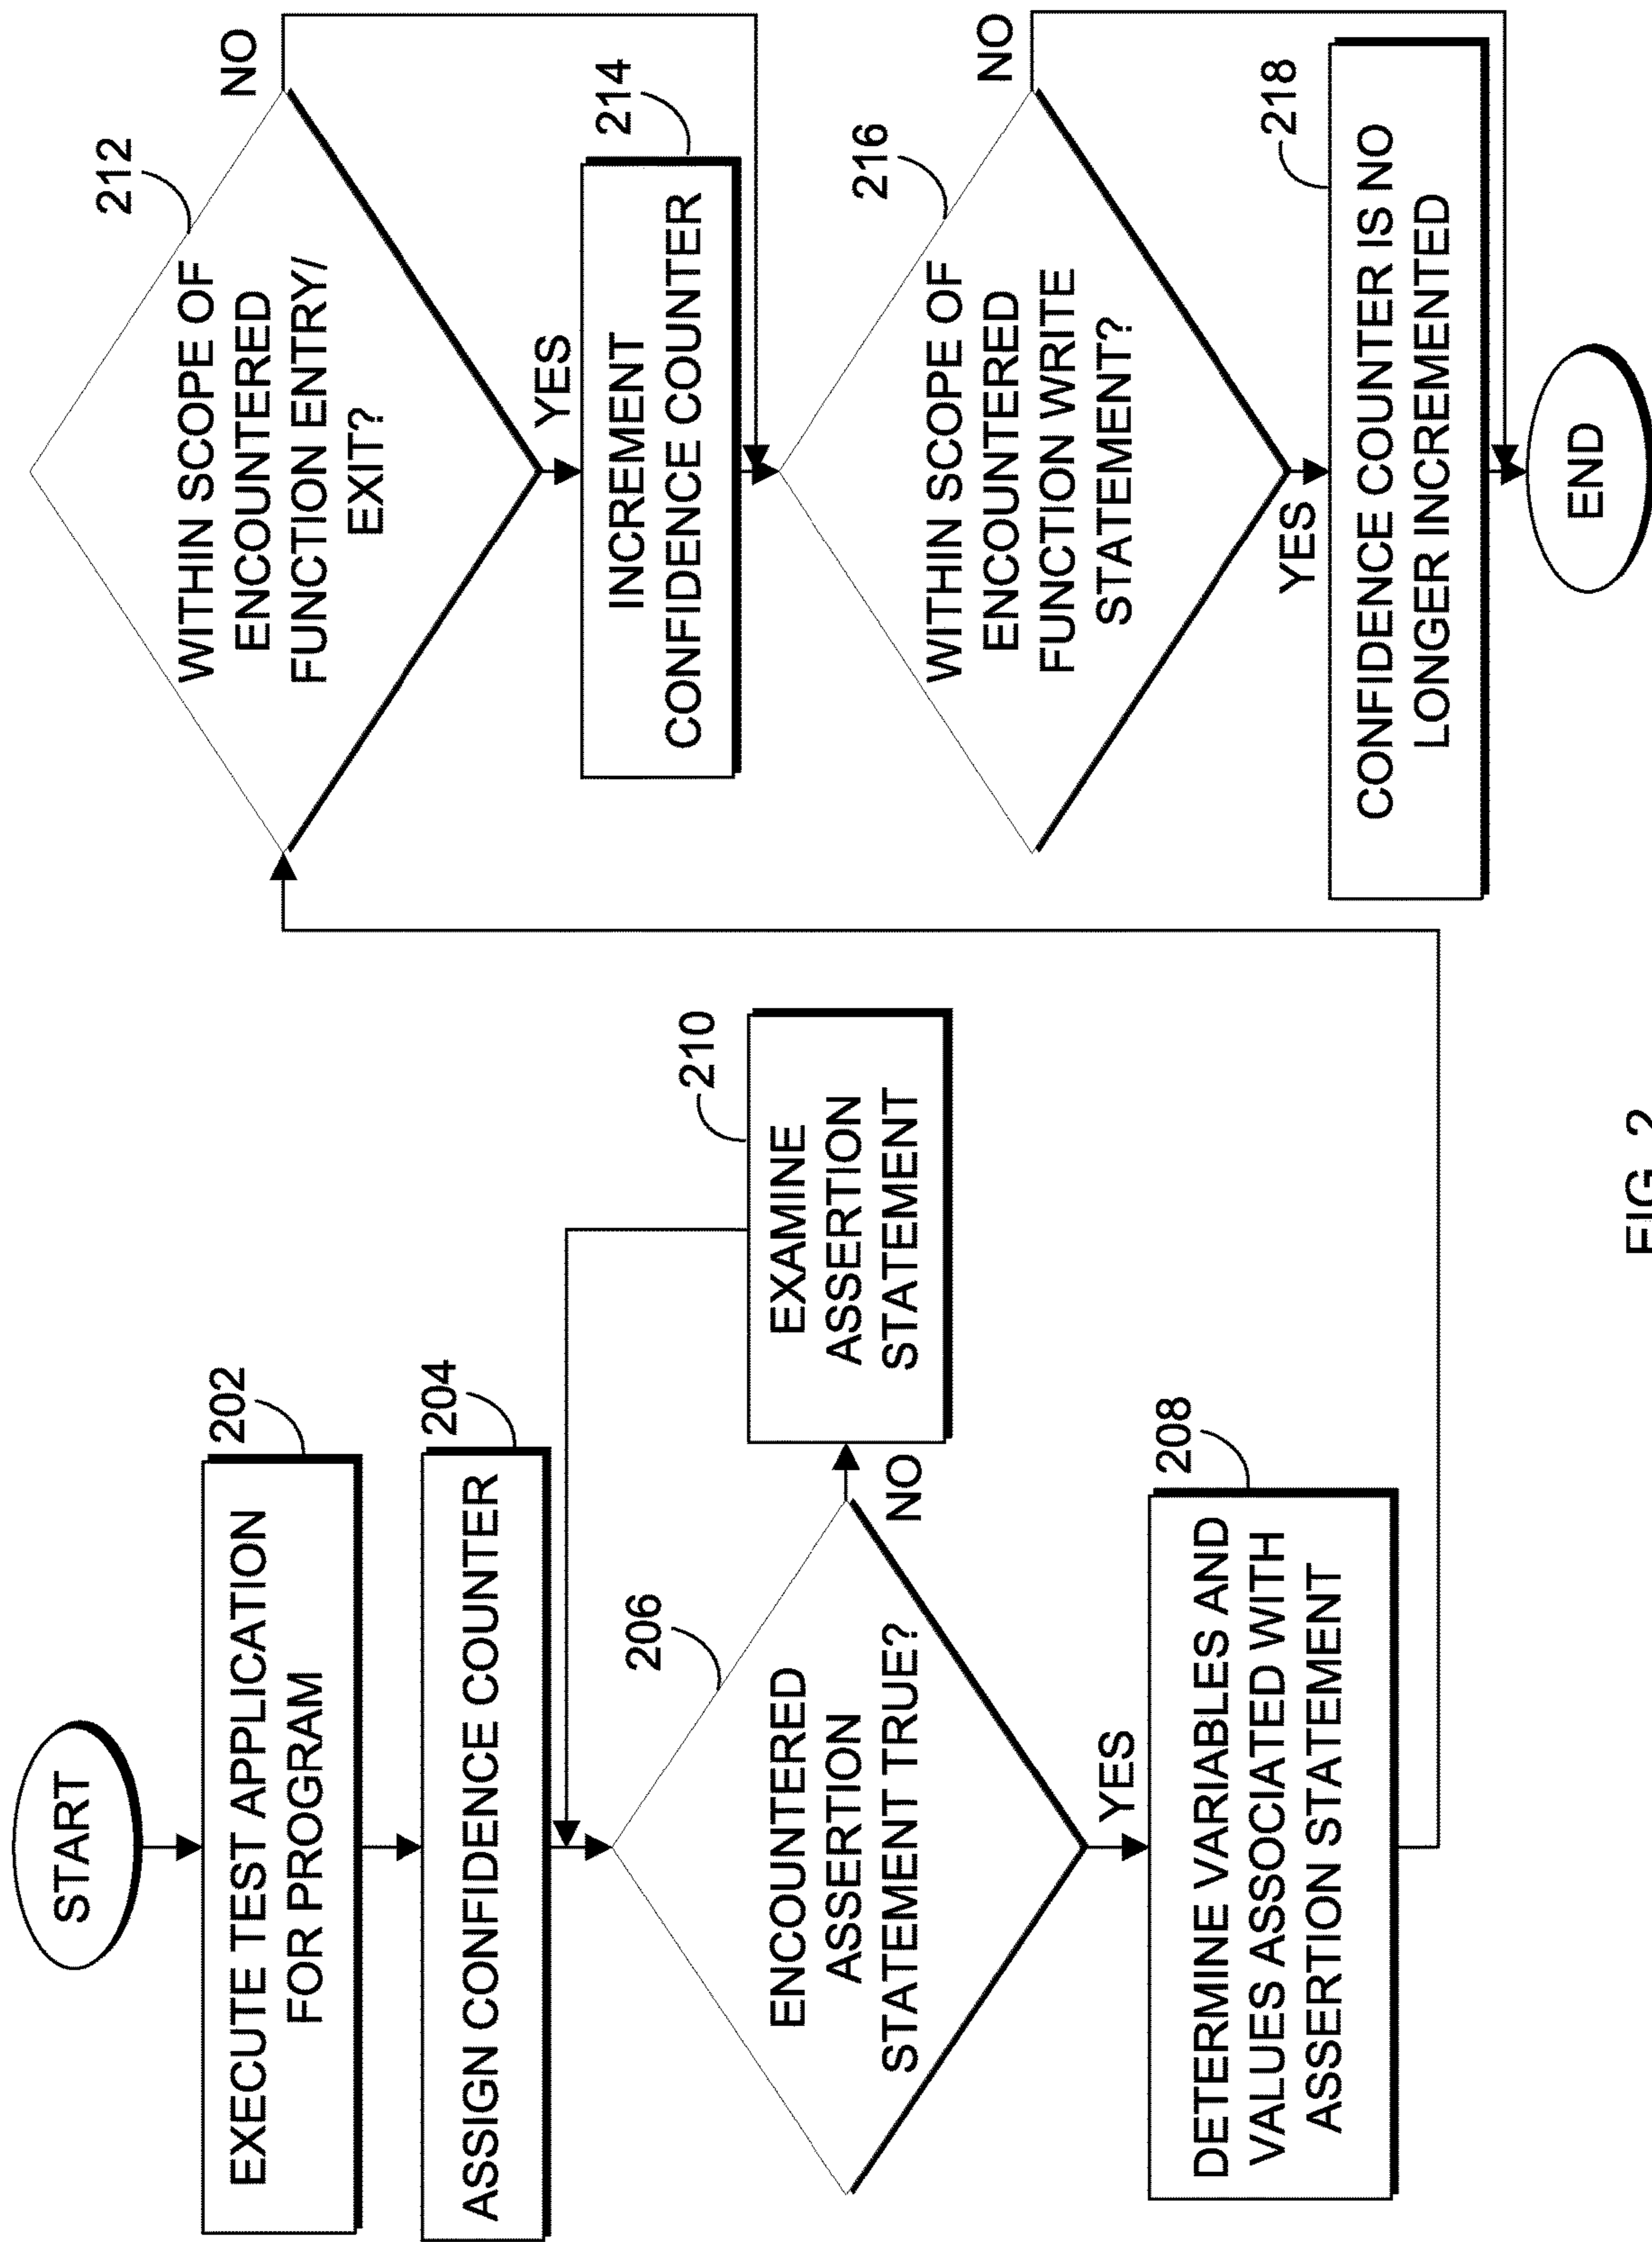 START
EXECUTE TEST APPLICATION
FOR PROGRAM
202
ASSIGN CONFIDENCE COUNTER
204
ENCOUNTERED
ASSERTION
STATEMENT TRUE?
206
NO
EXAMINE
ASSERTION
STATEMENT
210
YES
DETERMINE VARIABLES AND
VALUES ASSOCIATED WITH
ASSERTION STATEMENT
208
WITHIN SCOPE OF
ENCOUNTERED
FUNCTION ENTRY/
EXIT?
212
NO
YES
INCREMENT
CONFIDENCE COUNTER
214
WITHIN SCOPE OF
ENCOUNTERED
FUNCTION WRITE
STATEMENT?
216
NO
YES
CONFIDENCE COUNTER IS NO
LONGER INCREMENTED
218
END
FIG. 2